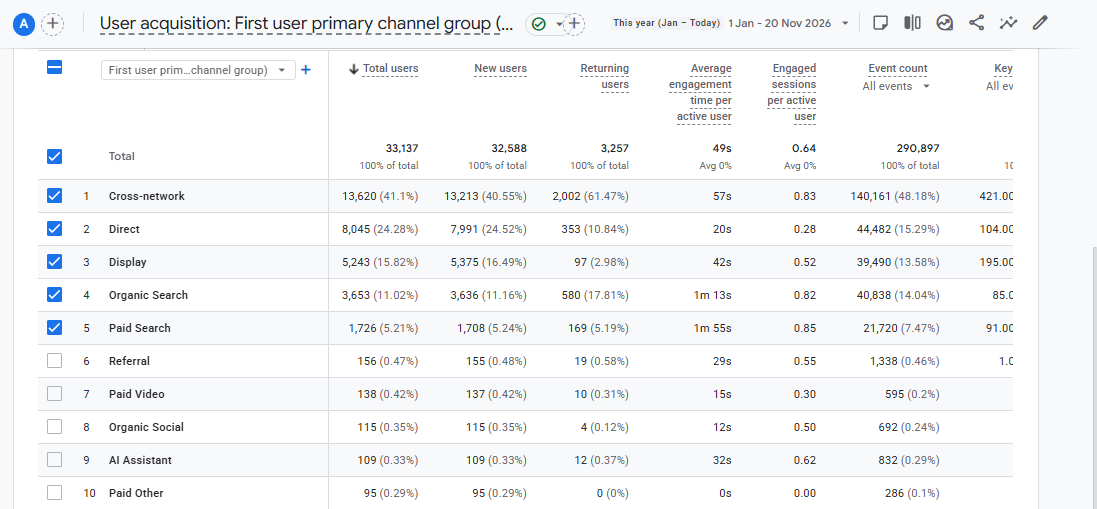 A
User acquisition: First user primary channel group (...
This year (Jan – Today) 1 Jan - 20 Nov 2026
First user prim...channel group)
Total users
New users
Returning users
Average engagement time per active user
Engaged sessions per active user
Event count
All events
Key
All ev
Total 33,137 32,588 3,257 49s 0.64 290,897
100% of total 100% of total 100% of total Avg 0% Avg 0% 100% of total 10
1 Cross-network 13,620 (41.1%) 13,213 (40.55%) 2,002 (61.47%) 57s 0.83 140,161 (48.18%) 421.00
2 Direct 8,045 (24.28%) 7,991 (24.52%) 353 (10.84%) 20s 0.28 44,482 (15.29%) 104.00
3 Display 5,243 (15.82%) 5,375 (16.49%) 97 (2.98%) 42s 0.52 39,490 (13.58%) 195.00
4 Organic Search 3,653 (11.02%) 3,636 (11.16%) 580 (17.81%) 1m 13s 0.82 40,838 (14.04%) 85.0
5 Paid Search 1,726 (5.21%) 1,708 (5.24%) 169 (5.19%) 1m 55s 0.85 21,720 (7.47%) 91.00
6 Referral 156 (0.47%) 155 (0.48%) 19 (0.58%) 29s 0.55 1,338 (0.46%) 1.0
7 Paid Video 138 (0.42%) 137 (0.42%) 10 (0.31%) 15s 0.30 595 (0.2%)
8 Organic Social 115 (0.35%) 115 (0.35%) 4 (0.12%) 12s 0.50 692 (0.24%)
9 AI Assistant 109 (0.33%) 109 (0.33%) 12 (0.37%) 32s 0.62 832 (0.29%)
10 Paid Other 95 (0.29%) 95 (0.29%) 0 (0%) 0s 0.00 286 (0.1%)